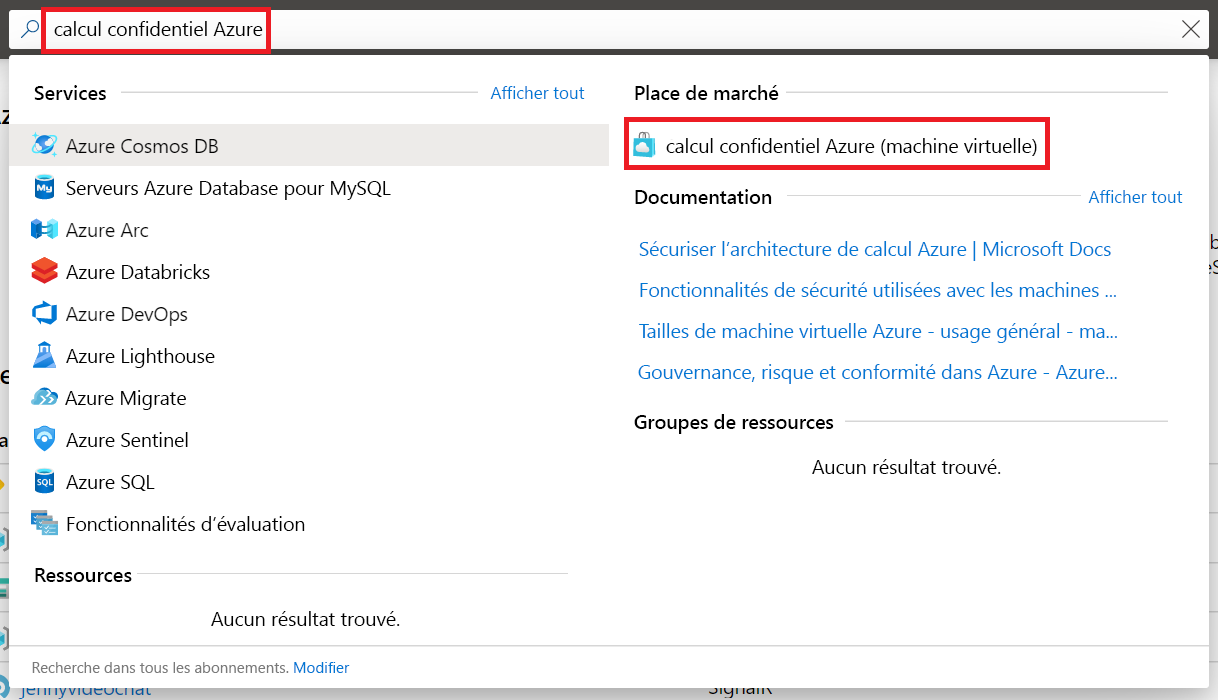 calcul confidentiel Azure
Services
Afficher tout
Azure Cosmos DB
Serveurs Azure Database pour MySQL
Azure Arc
Azure Databricks
Azure DevOps
Azure Lighthouse
Azure Migrate
Azure Sentinel
Azure SQL
Fonctionnalités d’évaluation
Ressources
Aucun résultat trouvé.
Place de marché
calcul confidentiel Azure (machine virtuelle)
Documentation
Afficher tout
Sécuriser l’architecture de calcul Azure | Microsoft Docs
Fonctionnalités de sécurité utilisées avec les machines ...
Tailles de machine virtuelle Azure - usage général - ma...
Gouvernance, risque et conformité dans Azure - Azure...
Groupes de ressources
Aucun résultat trouvé.
Recherche dans tous les abonnements. Modifier
jennyvideochat
SignalR